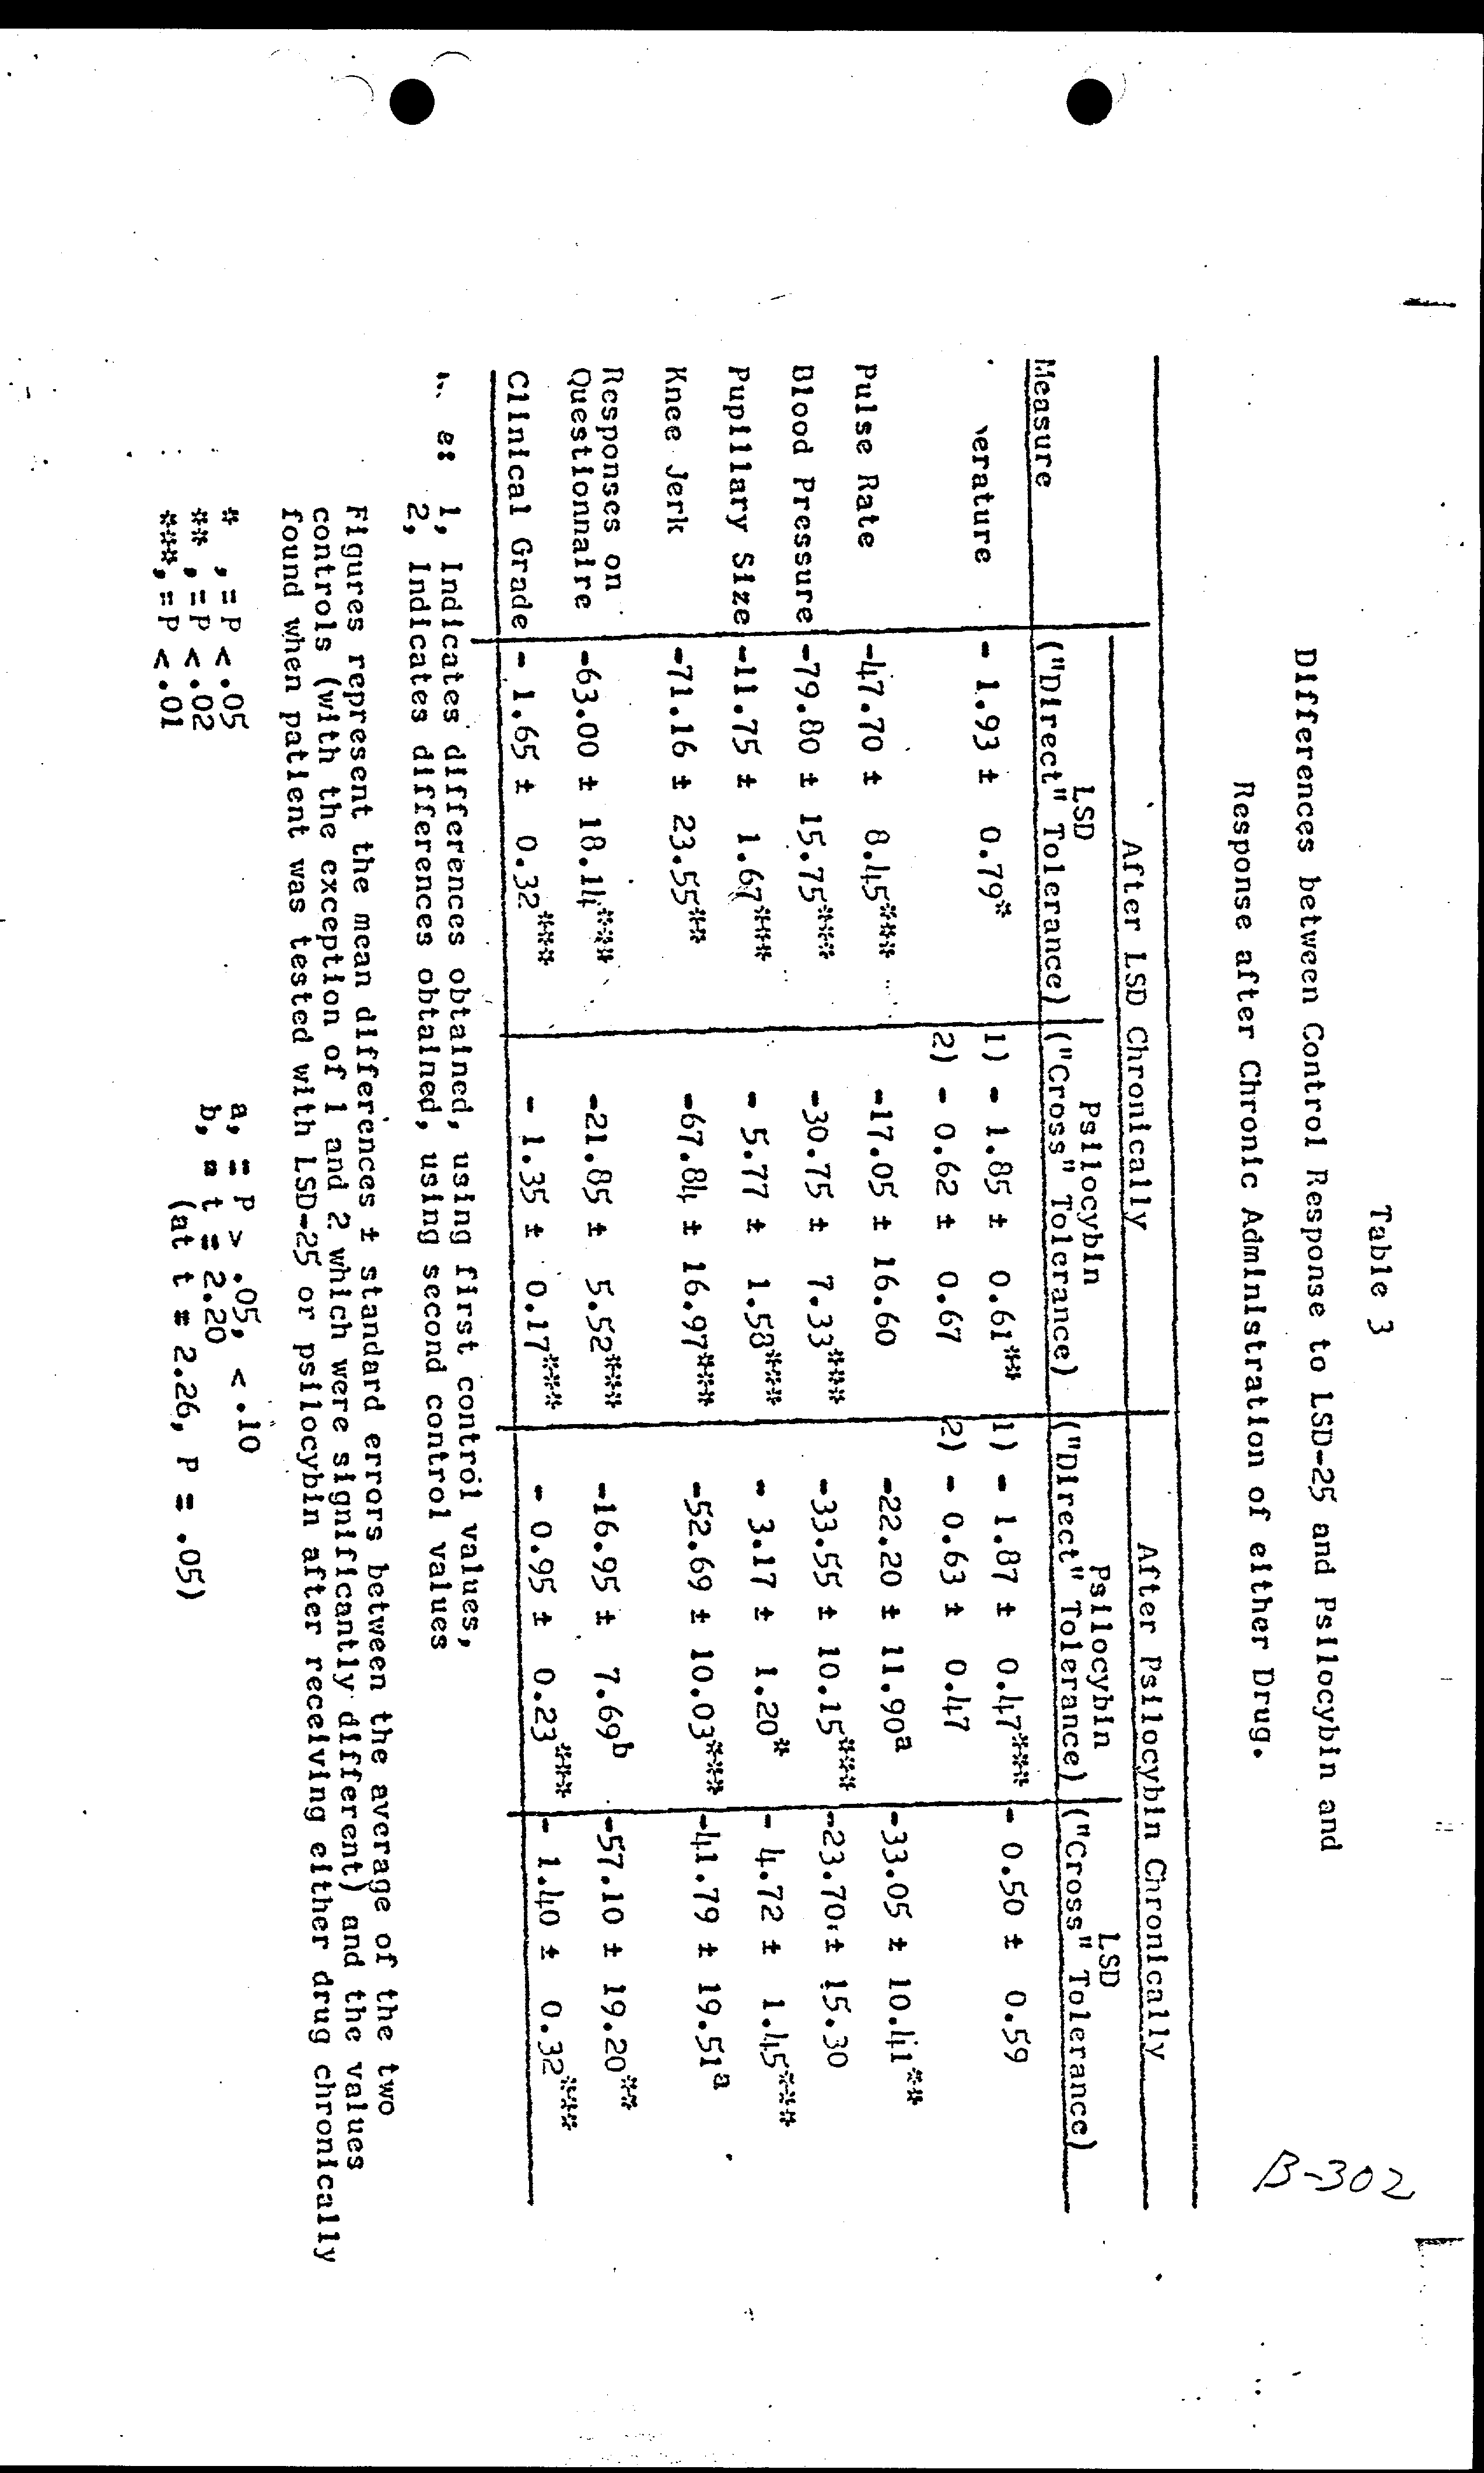 B-302
Table 3
Differences between Control Response to LSD-25 and Psilocybin and
Response after Chronic Administration of either Drug.
After LSD Chronically After Psilocybin Chronically
LSD Psilocybin Psilocybin LSD
Measure ("Direct" Tolerance) ("Cross" Tolerance) ("Direct" Tolerance) ("Cross" Tolerance)
erature - 1.93 ± 0.79* 1) - 1.85 ± 0.61** 1) - 1.87 ± 0.47*** - 0.50 ± 0.59
2) - 0.62 ± 0.67 2) - 0.63 ± 0.47
Pulse Rate -47.70 ± 8.45*** -17.05 ± 16.60 -22.20 ± 11.90a -33.05 ± 10.41**
Blood Pressure -79.80 ± 15.75*** -30.75 ± 7.33*** -33.55 ± 10.15*** -23.70 ± 15.30
Pupillary Size -11.75 ± 1.67*** - 5.77 ± 1.58*** - 3.17 ± 1.20* - 4.72 ± 1.45***
Knee Jerk -71.16 ± 23.55** -67.84 ± 16.97*** -52.69 ± 10.03*** -41.79 ± 19.51a
Responses on
Questionnaire -63.00 ± 18.14*** -21.85 ± 5.52*** -16.95 ± 7.69b -57.10 ± 19.20**
Clinical Grade - 1.65 ± 0.32*** - 1.35 ± 0.17*** - 0.95 ± 0.23*** - 1.40 ± 0.32***
1, Indicates differences obtained, using first control values,
2, Indicates differences obtained, using second control values
Figures represent the mean differences ± standard errors between the average of the two
controls (with the exception of 1 and 2 which were significantly different) and the values
found when patient was tested with LSD-25 or psilocybin after receiving either drug chronically
* ,=P < .05 a, = P > .05, < .10
** ,=P < .02 b, = t = 2.20
***,=P < .01 (at t = 2.26, P = .05)